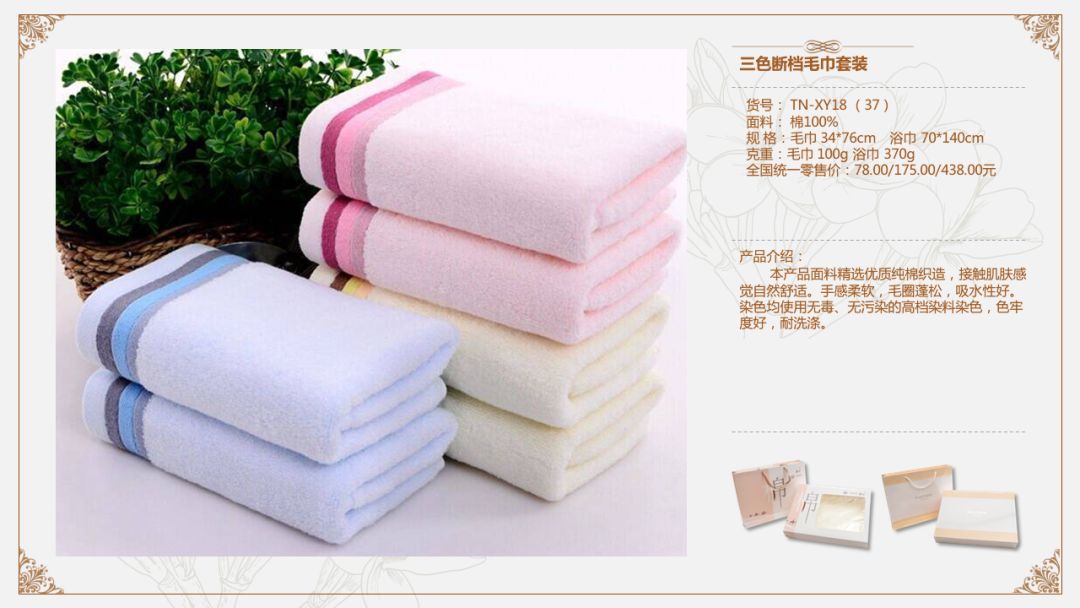 三色断档毛巾套装
货号： TN-XY18 （ 37 ）
面料： 棉100%
规 格：毛巾 34*76cm 浴巾 70*140cm
克重：毛巾 100g 浴巾 370g
全国统一零售价：78.00/175.00/438.00元
产品介绍：
本产品面料精选优质纯棉织造，接触肌肤感
觉自然舒适。手感柔软，毛圈蓬松，吸水性好。
染色均使用无毒、无污染的高档染料染色，色牢
度好，耐洗涤。
帛
帛